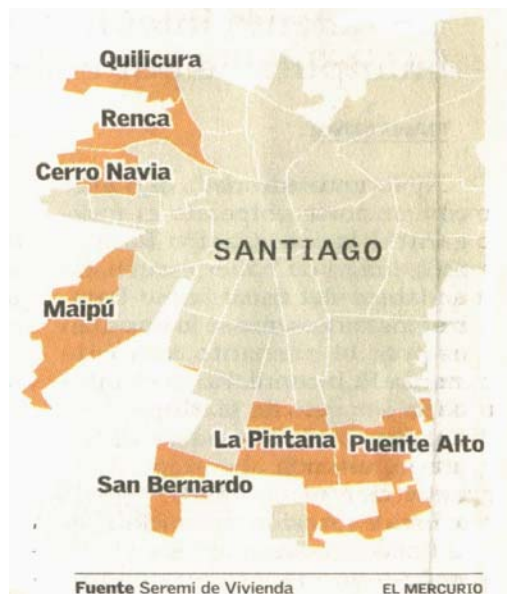 Quilicura
Renca
Cerro Navia
SANTIAGO
Maipú
La Pintana Puente Alto
San Bernardo
Fuente Seremi de Vivienda EL MERCURIO